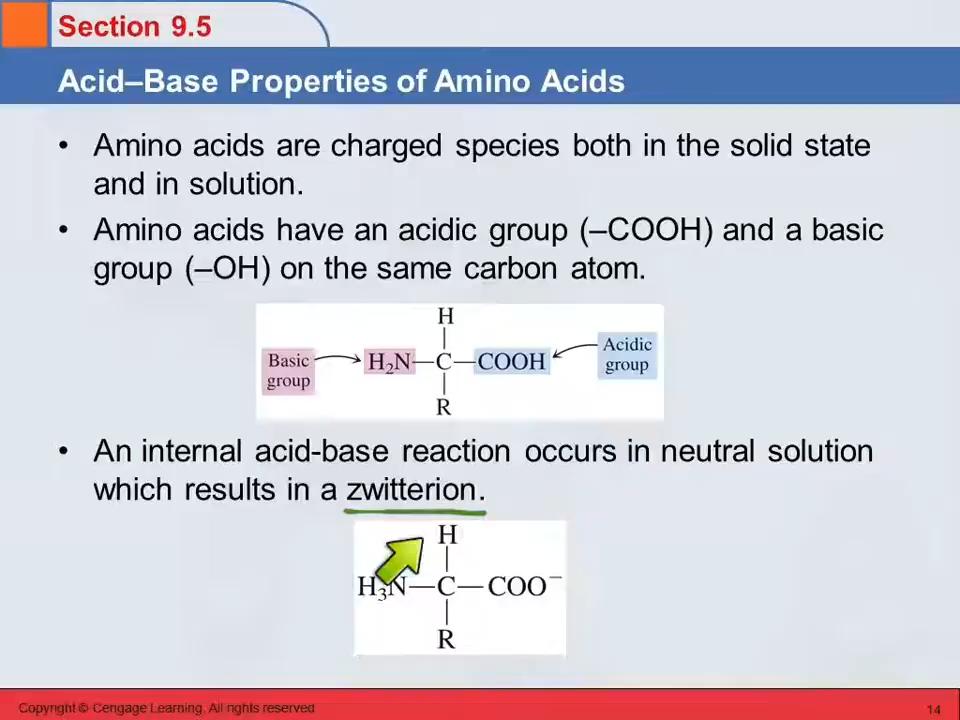 Section 9.5
Acid–Base Properties of Amino Acids
• Amino acids are charged species both in the solid state
and in solution.
• Amino acids have an acidic group (–COOH) and a basic
group (–OH) on the same carbon atom.
H
Basic
group
H₂N—C—COOH
Acidic
group
R
• An internal acid-base reaction occurs in neutral solution
which results in a zwitterion.
H
H₃N—C—COO⁻
R
Copyright © Cengage Learning. All rights reserved
14